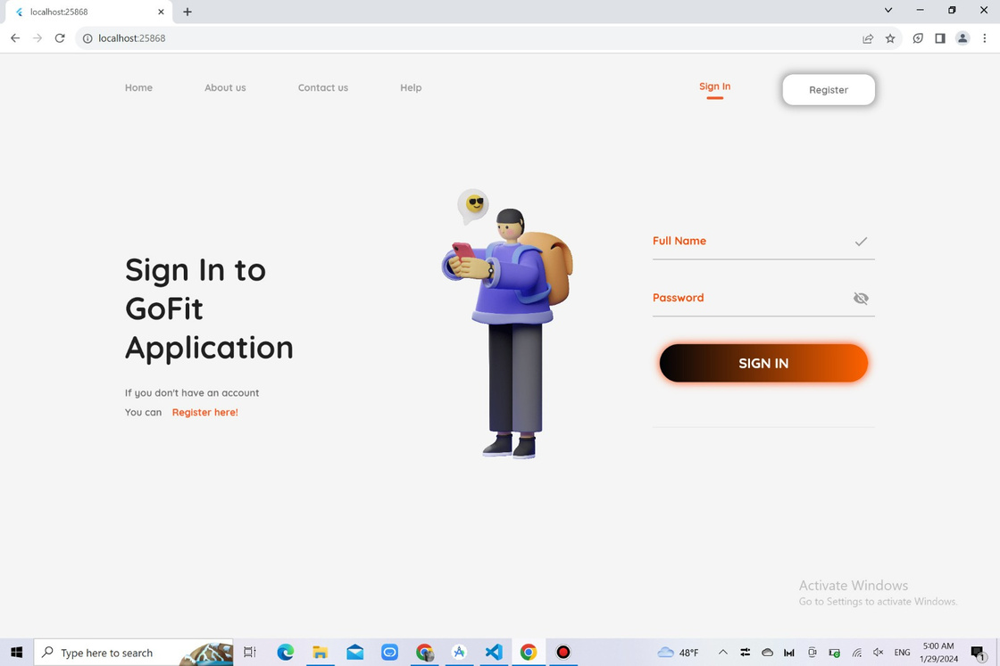 localhost:25868
localhost:25868
Home
About us
Contact us
Help
Sign In
Register
Sign In to
GoFit
Application
If you don't have an account
You can Register here!
Full Name
Password
SIGN IN
Activate Windows
Go to Settings to activate Windows.
Type here to search
48°F
ENG
5:00 AM
1/29/2024
1